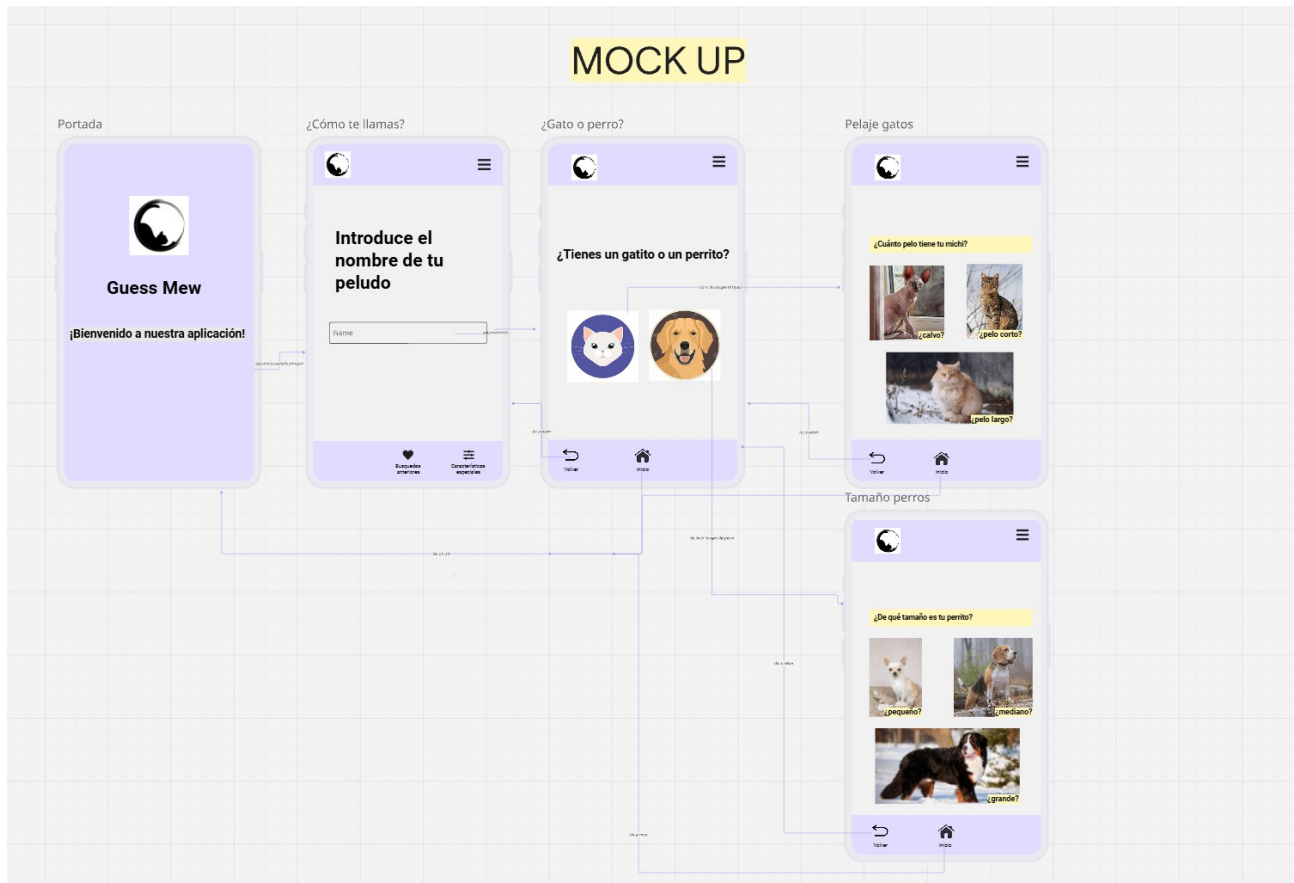 MOCK UP
Portada
Guess Mew
¡Bienvenido a nuestra aplicación!
¿Cómo te llamas?
Introduce el
nombre de tu
peludo
Name
Busquedas
anteriores
Características
especiales
¿Gato o perro?
¿Tienes un gatito o un perrito?
Volver
Inicio
Pelaje gatos
¿Cuánto pelo tiene tu michi?
¿calvo?
¿pelo corto?
¿pelo largo?
Volver
Inicio
Tamaño perros
¿De qué tamaño es tu perrito?
¿pequeño?
¿mediano?
¿grande?
Volver
Inicio